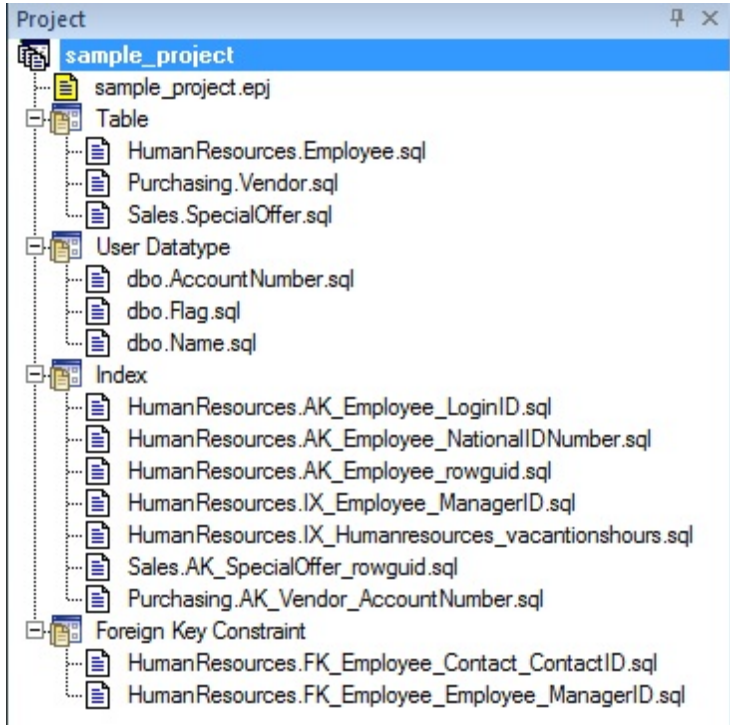 Project
sample_project
sample_project.epj
Table
HumanResources.Employee.sql
Purchasing.Vendor.sql
Sales.SpecialOffer.sql
User Datatype
dbo.AccountNumber.sql
dbo.Flag.sql
dbo.Name.sql
Index
HumanResources.AK_Employee_LoginID.sql
HumanResources.AK_Employee_NationalIDNumber.sql
HumanResources.AK_Employee_rowguid.sql
HumanResources.IX_Employee_ManagerID.sql
HumanResources.IX_Humanresources_vacantionshours.sql
Sales.AK_SpecialOffer_rowguid.sql
Purchasing.AK_Vendor_AccountNumber.sql
Foreign Key Constraint
HumanResources.FK_Employee_Contact_ContactID.sql
HumanResources.FK_Employee_Employee_ManagerID.sql